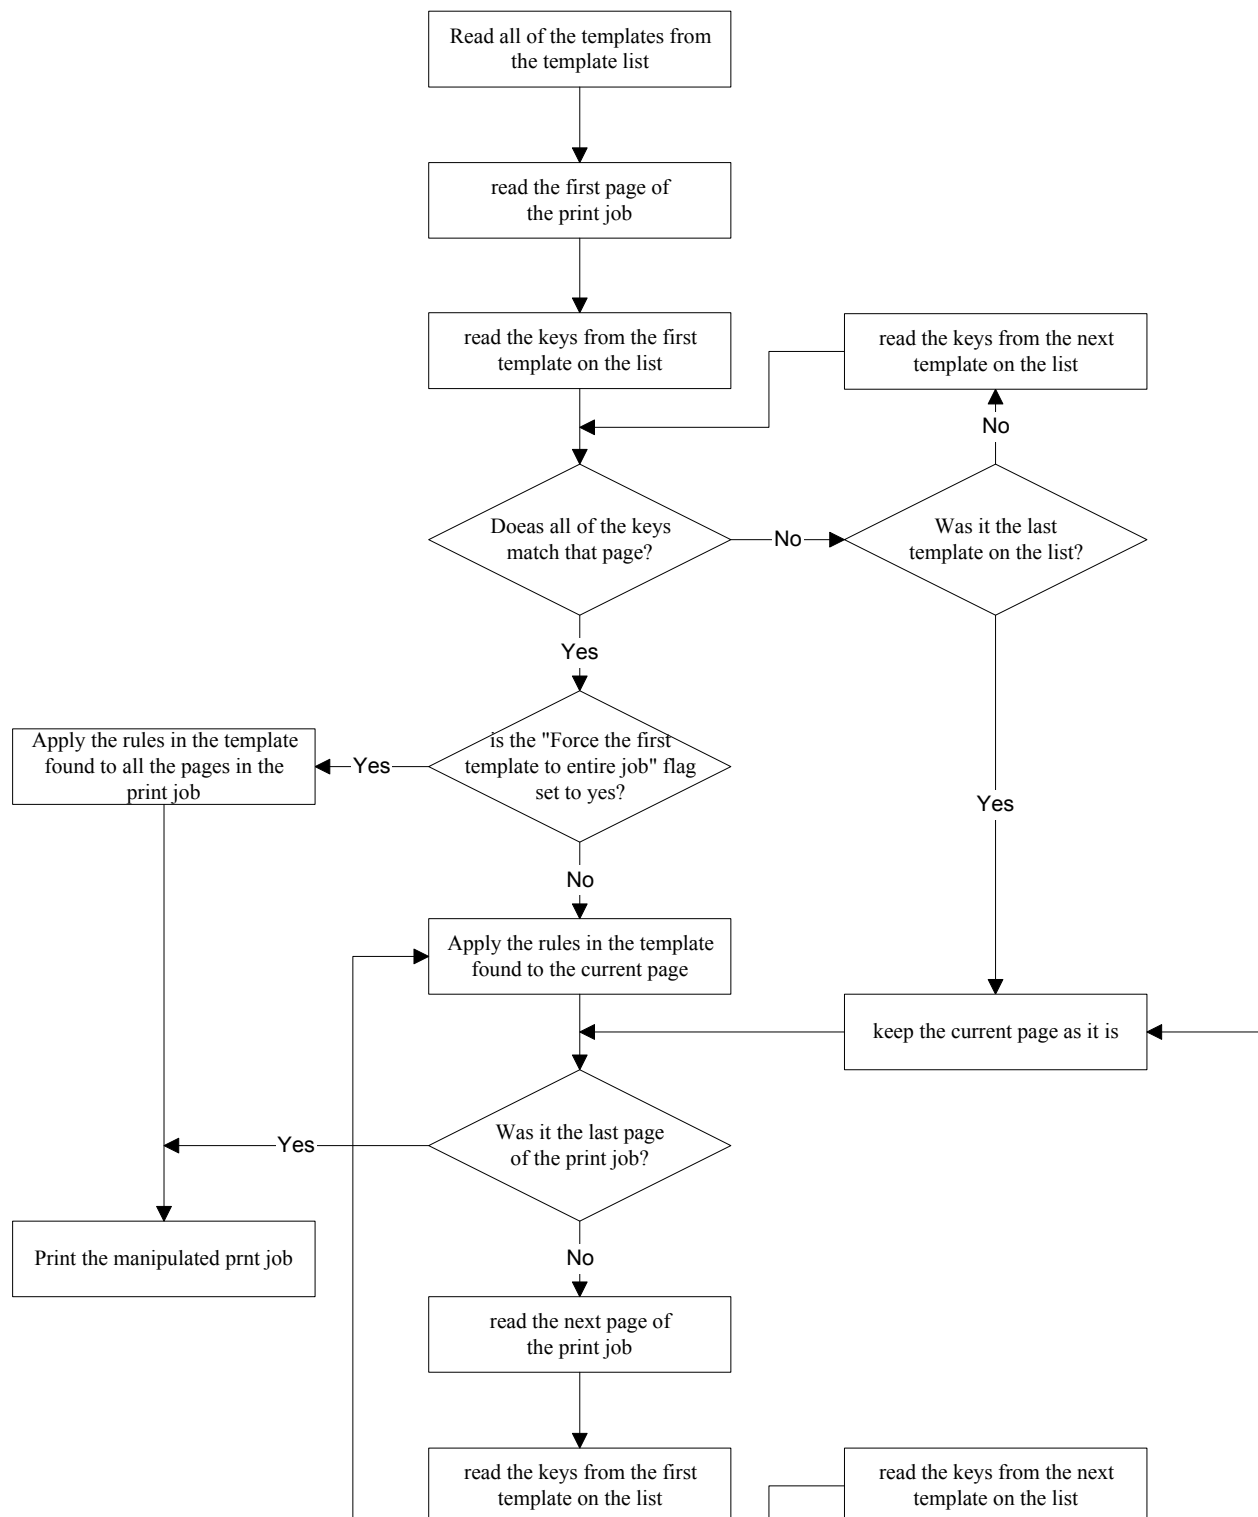 Read all of the templates from
the template list
read the first page of
the print job
read the keys from the first
template on the list
read the keys from the next
template on the list
No
Doeas all of the keys
match that page?
No
Was it the last
template on the list?
Yes
is the "Force the first
template to entire job" flag
set to yes?
Yes
Apply the rules in the template
found to all the pages in the
print job
Yes
No
Apply the rules in the template
found to the current page
keep the current page as it is
Was it the last page
of the print job?
Yes
Print the manipulated prnt job
No
read the next page of
the print job
read the keys from the first
template on the list
read the keys from the next
template on the list